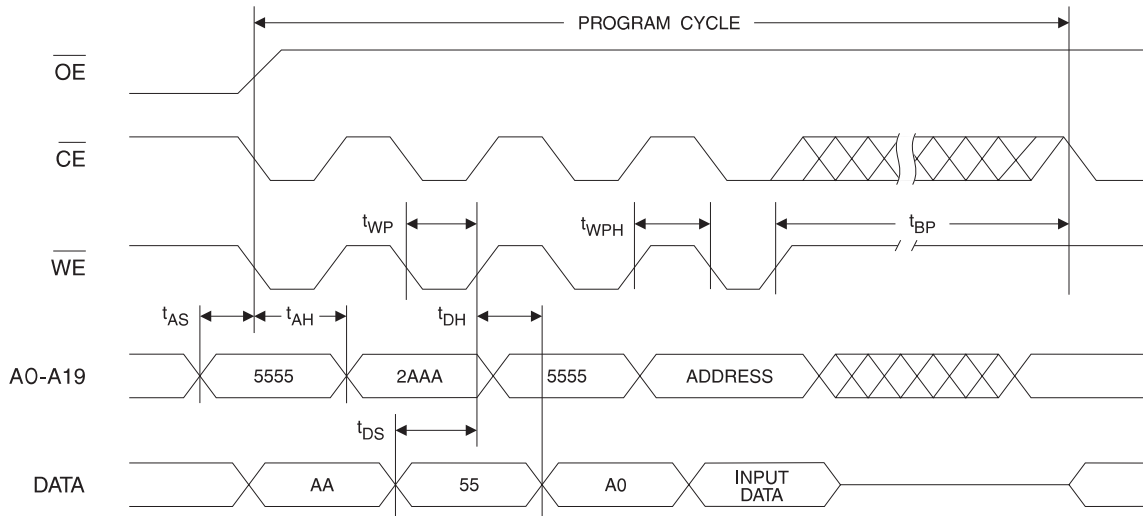 PROGRAM CYCLE
OE
CE
tWP
tWPH
tBP
WE
tAS
tAH
tDH
A0-A19
5555
2AAA
5555
ADDRESS
tDS
DATA
AA
55
A0
INPUT
DATA